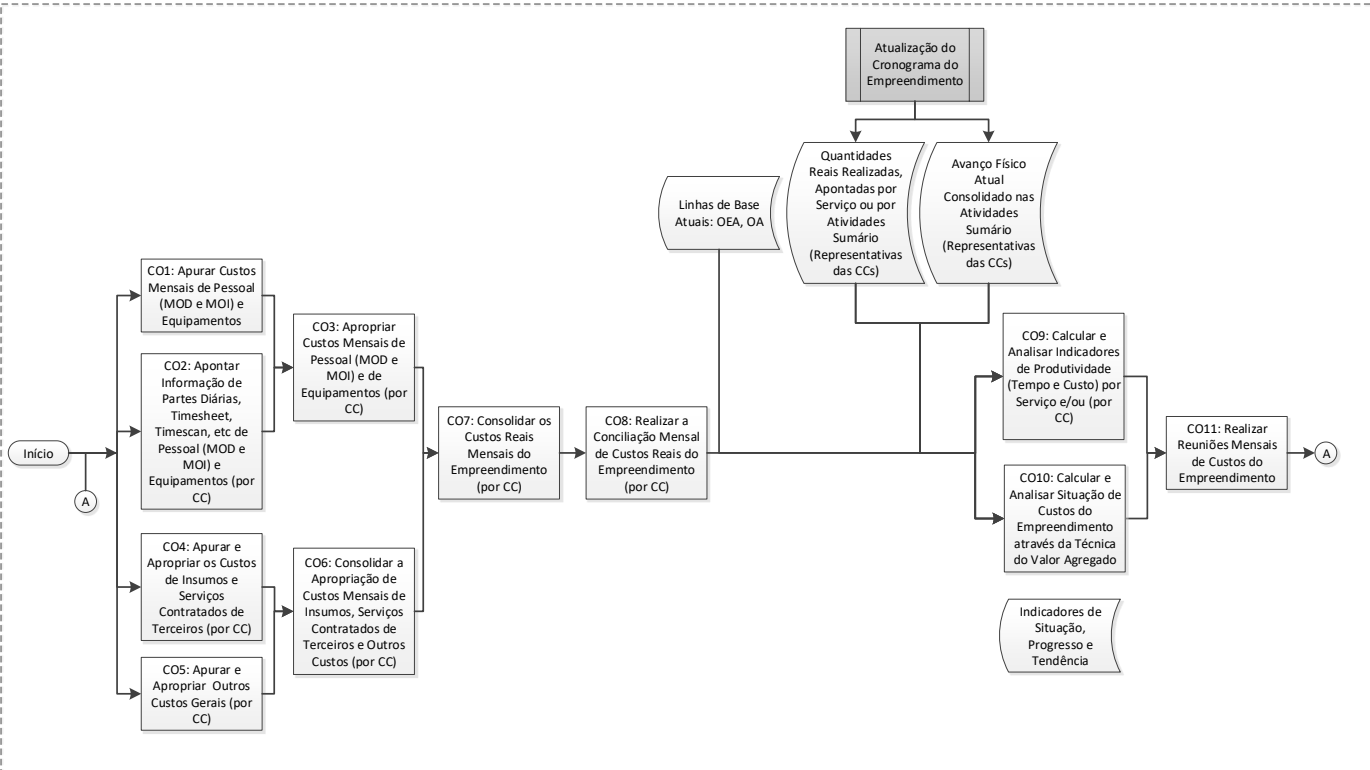 Atualização do
Cronograma do
Empreendimento
Linhas de Base
Atuais: OEA, OA
Quantidades
Reais Realizadas,
Apontadas por
Serviço ou por
Atividades
Sumário
(Representativas
das CCs)
Avanço Físico
Atual
Consolidado nas
Atividades
Sumário
(Representativas
das CCs)
Início
A
CO1: Apurar Custos
Mensais de Pessoal
(MOD e MOI) e
Equipamentos
CO2: Apontar
Informação de
Partes Diárias,
Timesheet,
Timescan, etc de
Pessoal (MOD e
MOI) e
Equipamentos (por
CC)
CO4: Apurar e
Apropriar os Custos
de Insumos e
Serviços
Contratados de
Terceiros (por CC)
CO5: Apurar e
Apropriar  Outros
Custos Gerais (por
CC)
CO3: Apropriar
Custos Mensais de
Pessoal (MOD e
MOI) e de
Equipamentos (por
CC)
CO6: Consolidar a
Apropriação de
Custos Mensais de
Insumos, Serviços
Contratados de
Terceiros e Outros
Custos (por CC)
CO7: Consolidar os
Custos Reais
Mensais do
Empreendimento
(por CC)
CO8: Realizar a
Conciliação Mensal
de Custos Reais do
Empreendimento
(por CC)
CO9: Calcular e
Analisar Indicadores
de Produtividade
(Tempo e Custo) por
Serviço e/ou (por
CC)
CO10: Calcular e
Analisar Situação de
Custos do
Empreendimento
através da Técnica
do Valor Agregado
Indicadores de
Situação,
Progresso e
Tendência
CO11: Realizar
Reuniões Mensais
de Custos do
Empreendimento
A